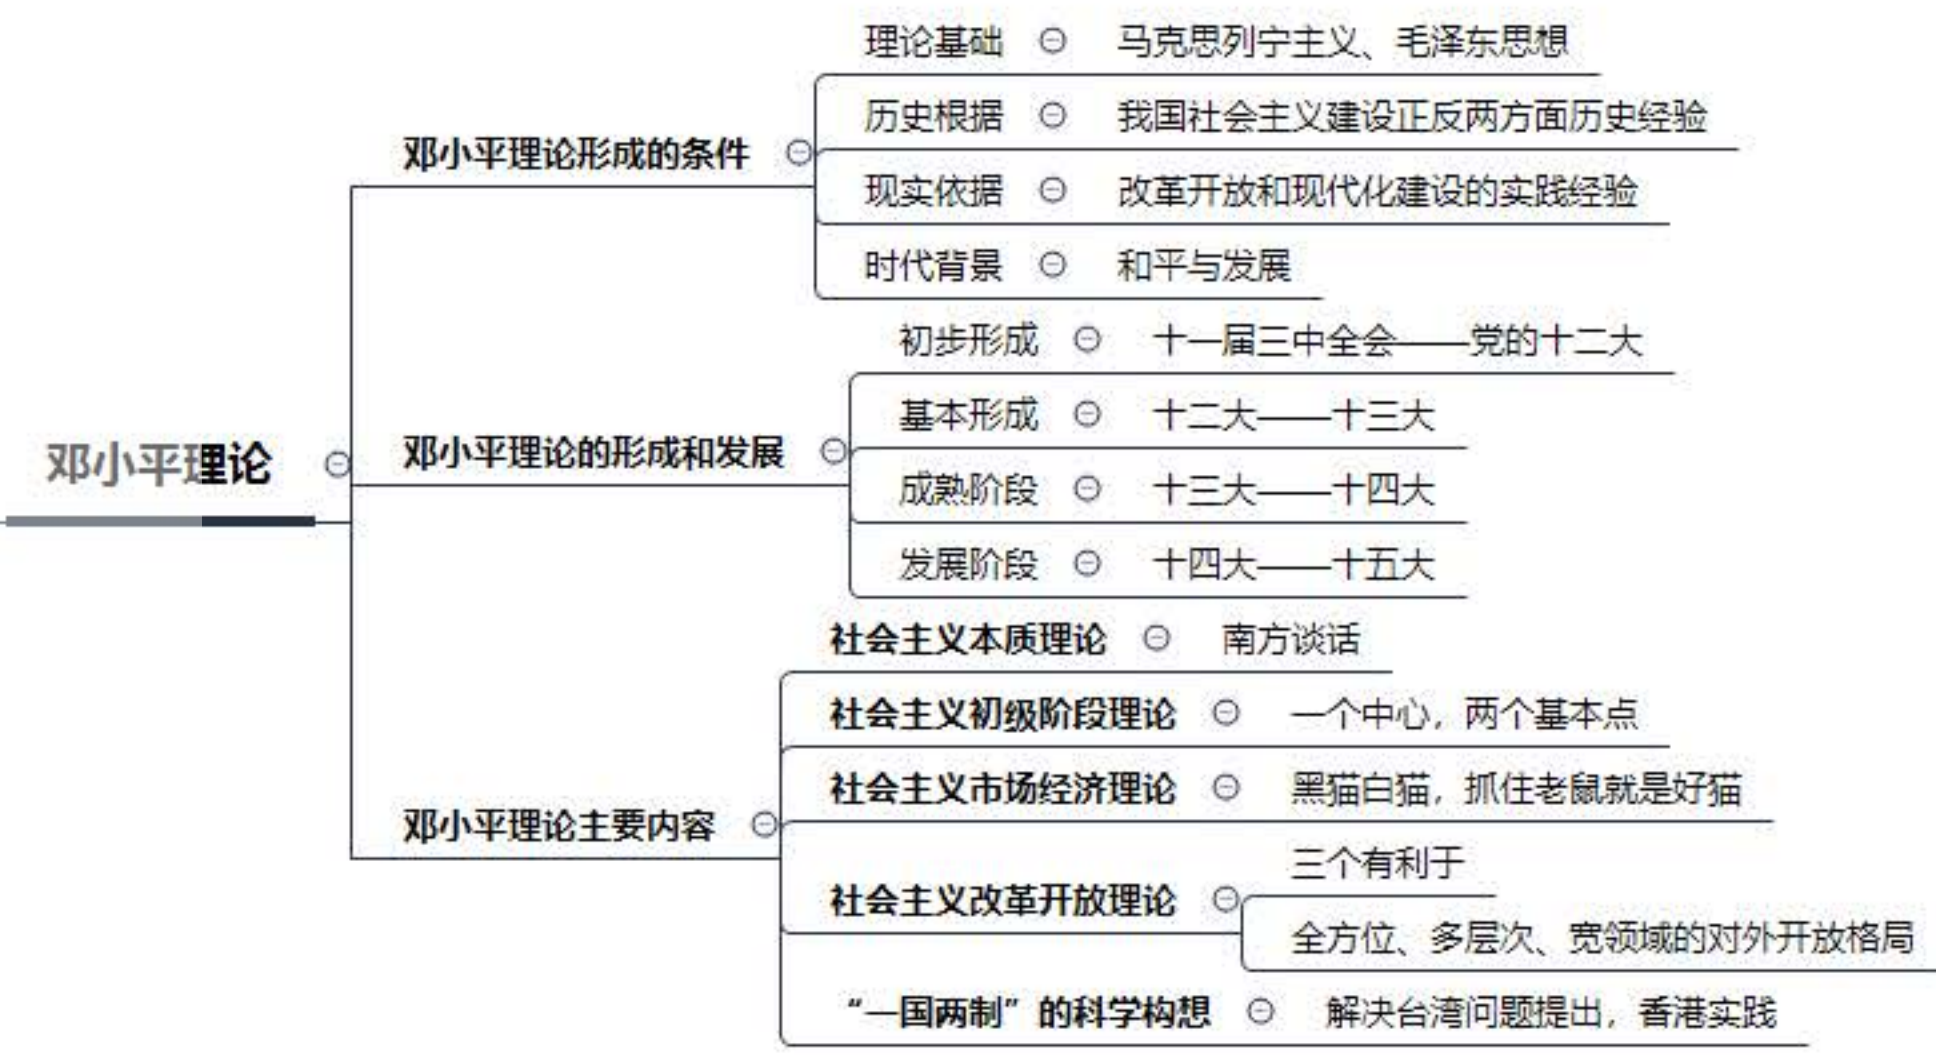 理论基础 马克思列宁主义、毛泽东思想
历史根据 我国社会主义建设正反两方面历史经验
邓小平理论形成的条件
现实依据 改革开放和现代化建设的实践经验
时代背景 和平与发展
初步形成 十一届三中全会——党的十二大
基本形成 十二大——十三大
邓小平理论的形成和发展
邓小平理论
成熟阶段 十三大——十四大
发展阶段 十四大——十五大
社会主义本质理论 南方谈话
社会主义初级阶段理论 一个中心，两个基本点
社会主义市场经济理论 黑猫白猫，抓住老鼠就是好猫
邓小平理论主要内容
三个有利于
社会主义改革开放理论
全方位、多层次、宽领域的对外开放格局
“一国两制”的科学构想 解决台湾问题提出，香港实践